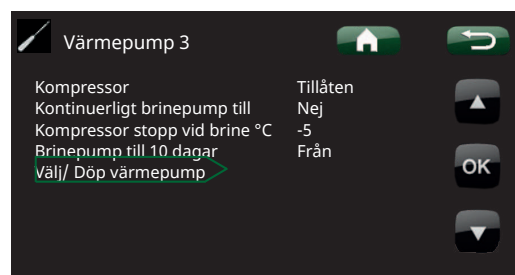 Värmepump 3
Kompressor Tillåten
Kontinuerligt brinepump till Nej
Kompressor stopp vid brine °C -5
Brinepump till 10 dagar Från
Välj/ Döp värmepump
OK